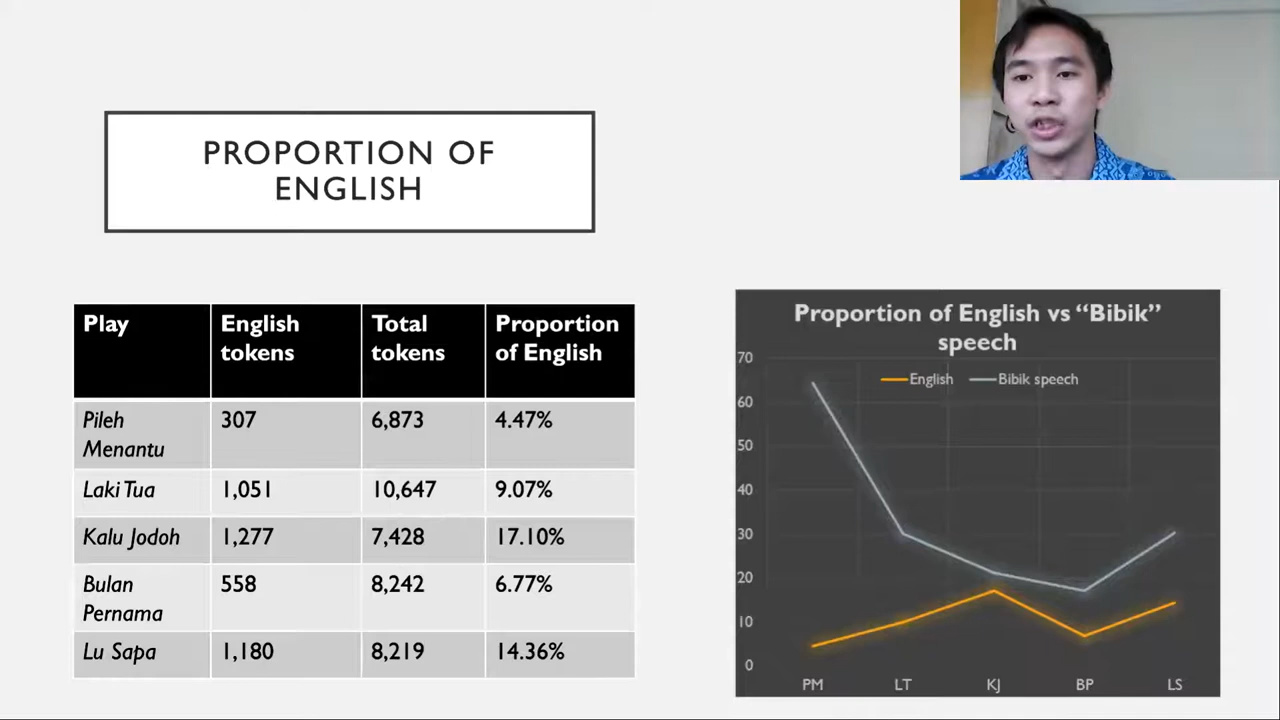 PROPORTION OF
ENGLISH
Play English tokens Total tokens Proportion of English
Pileh Menantu 307 6,873 4.47%
Laki Tua 1,051 10,647 9.07%
Kalu Jodoh 1,277 7,428 17.10%
Bulan Pernama 558 8,242 6.77%
Lu Sapa 1,180 8,219 14.36%
Proportion of English vs “Bibik”
speech
English Bibik speech
70
60
50
40
30
20
10
0
PM LT KJ BP LS